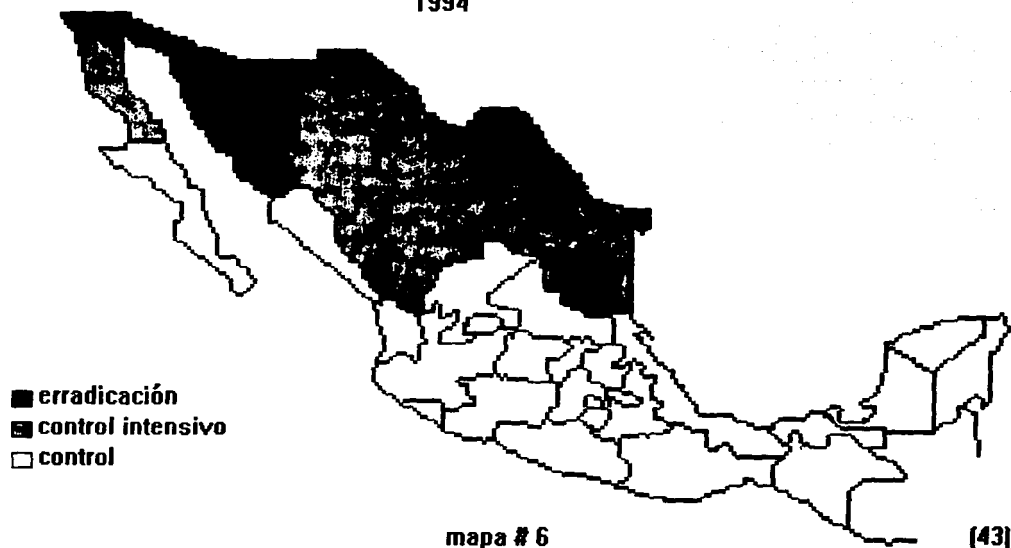 1994
erradicación
control intensivo
control
mapa # 6
[43]